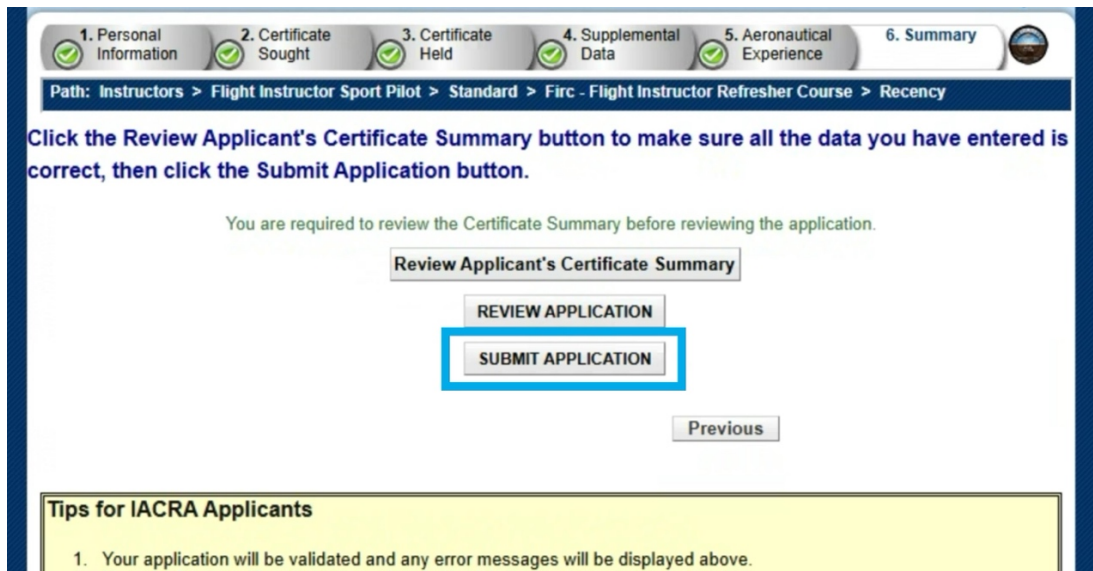 1. Personal Information
2. Certificate Sought
3. Certificate Held
4. Supplemental Data
5. Aeronautical Experience
6. Summary
Path: Instructors > Flight Instructor Sport Pilot > Standard > Firc - Flight Instructor Refresher Course > Recency
Click the Review Applicant's Certificate Summary button to make sure all the data you have entered is
correct, then click the Submit Application button.
You are required to review the Certificate Summary before reviewing the application.
Review Applicant's Certificate Summary
REVIEW APPLICATION
SUBMIT APPLICATION
Previous
Tips for IACRA Applicants
1. Your application will be validated and any error messages will be displayed above.